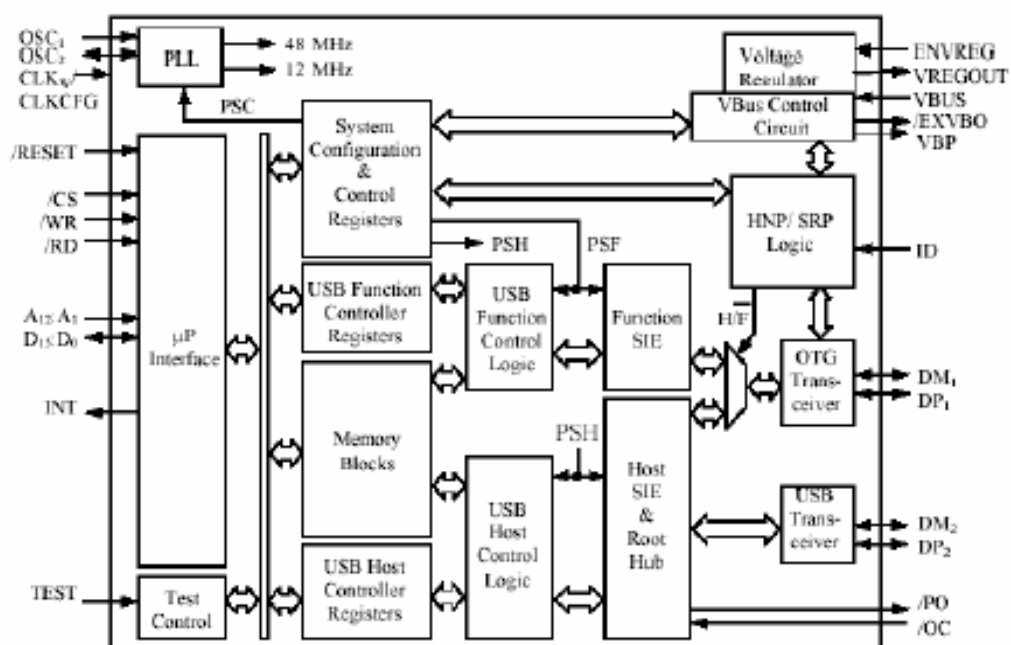 OSC₁
OSC₂
CLK
CLKCFG
PLL
48 MHz
12 MHz
PSC
Voltage
Regulator
ENVREG
VREGOUT
VBus Control
Circuit
VBUS
/EXVBO
VBP
/RESET
/CS
/WR
/RD
System
Configuration
&
Control
Registers
HNP/ SRP
Logic
ID
PSH
PSF
USB Function
Controller
Registers
USB
Function
Control
Logic
Function
SIE
H/F̅
A₁₂:A₁
D₁₅:D₀
µP
Interface
INT
OTG
Trans-
ceiver
DM₁
DP₁
Memory
Blocks
PSH
Host
SIE
&
Root
Hub
USB
Host
Control
Logic
USB
Trans-
ceiver
DM₂
DP₂
USB Host
Controller
Registers
TEST
Test
Control
/PO
/OC